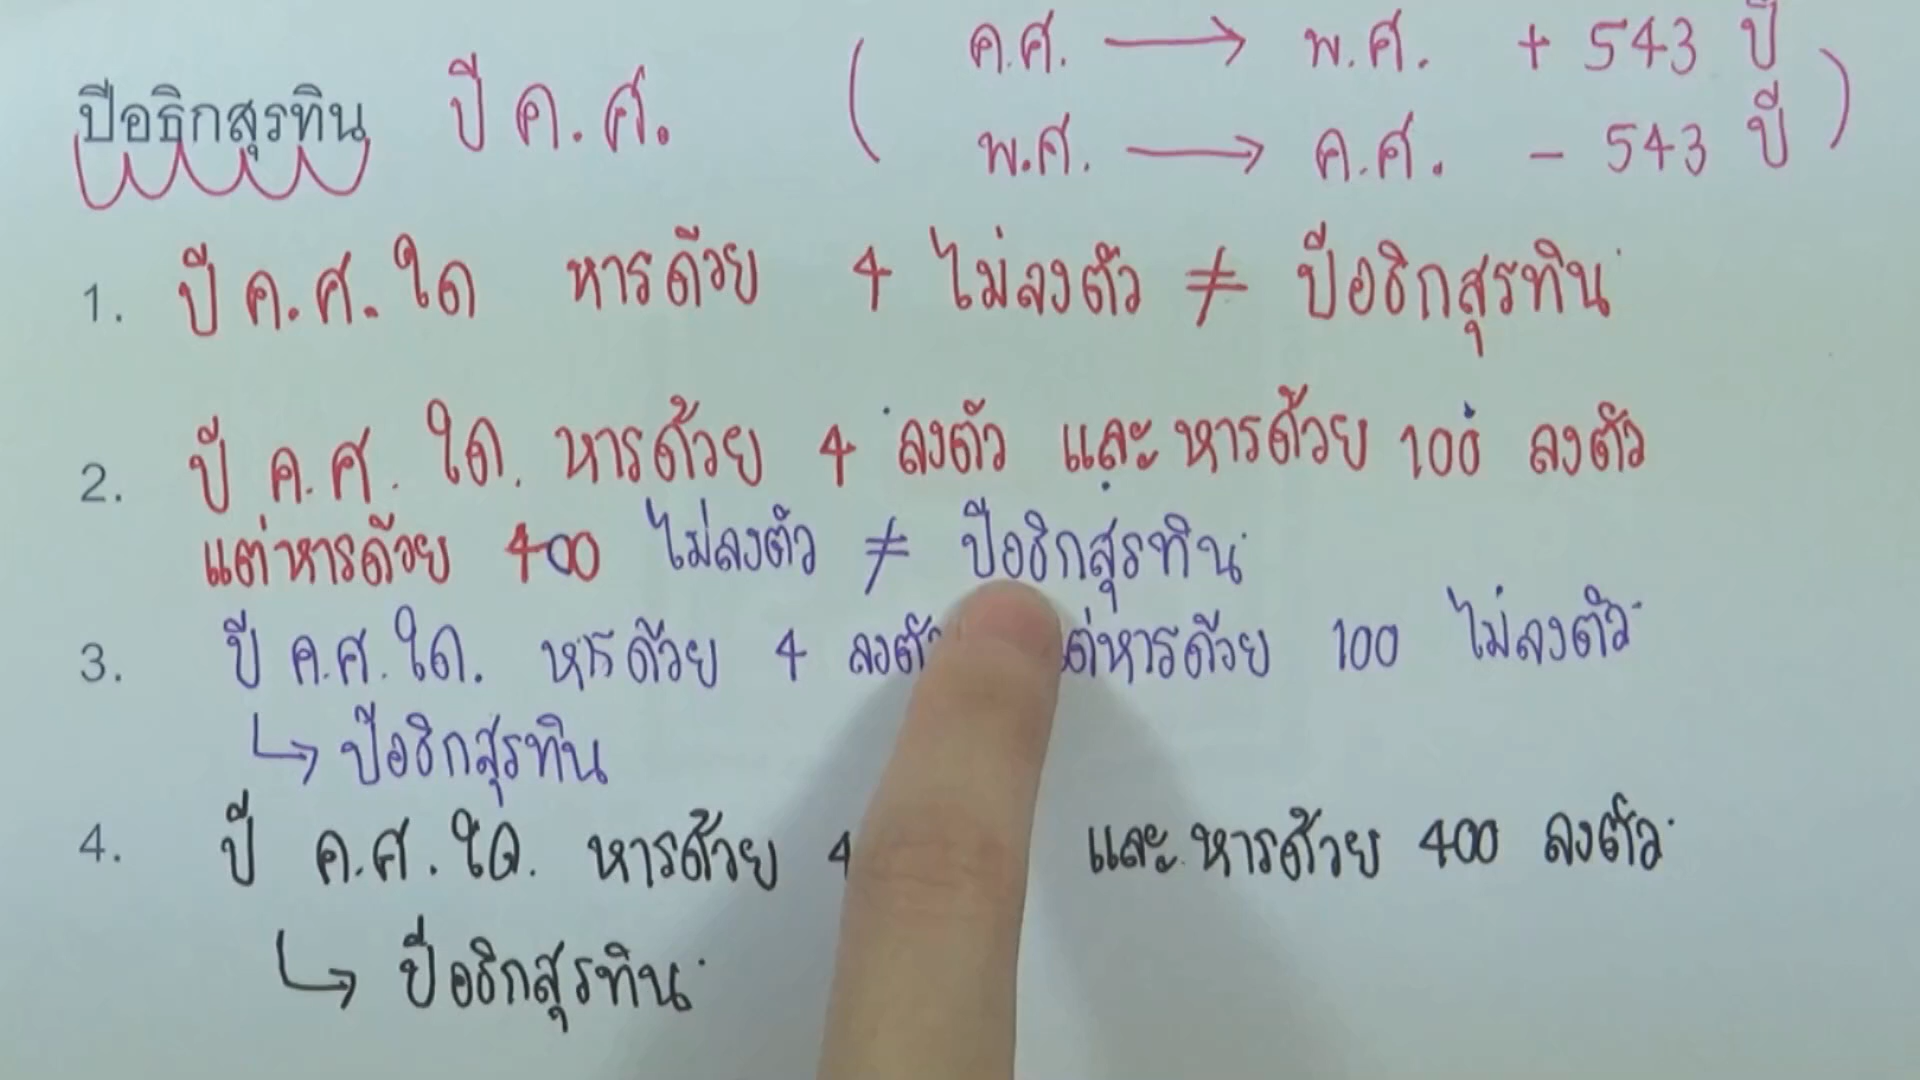 ค.ศ. → พ.ศ. + 543 ปี
ปีอธิกสุรทิน ปี ค.ศ. ( พ.ศ. → ค.ศ. - 543 ปี )
1. ปี ค.ศ. ใด หารด้วย 4 ไม่ลงตัว ≠ ปีอธิกสุรทิน
2. ปี ค.ศ. ใด. หารด้วย 4 ลงตัว และ หารด้วย 100 ลงตัว
แต่หารด้วย 400 ไม่ลงตัว ≠ ปีอธิกสุรทิน
3. ปี ค.ศ. ใด. หารด้วย 4 หารด้วย 100 ไม่ลงตัว
↳ ปีอธิกสุรทิน
4. ปี ค.ศ. ใด. หารด้วย 4 และ หารด้วย 400 ลงตัว
↳ ปีอธิกสุรทิน